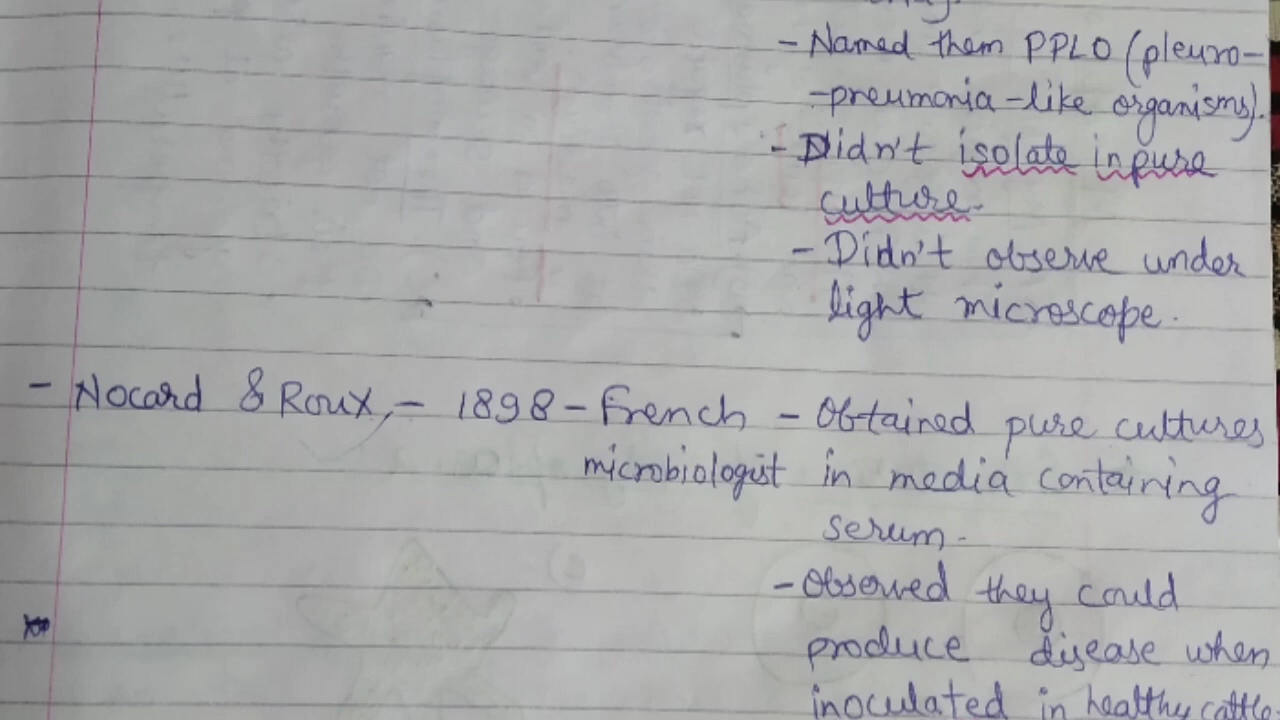 - Named them PPLO (pleuro-
-pneumonia-like organisms).
- Didn't isolate in pure
culture.
- Didn't observe under
light microscope.
- Nocard & Roux, - 1898 - French - Obtained pure cultures
microbiologist in media containing
serum.
- Observed they could
produce disease when
inoculated in healthy cattle.